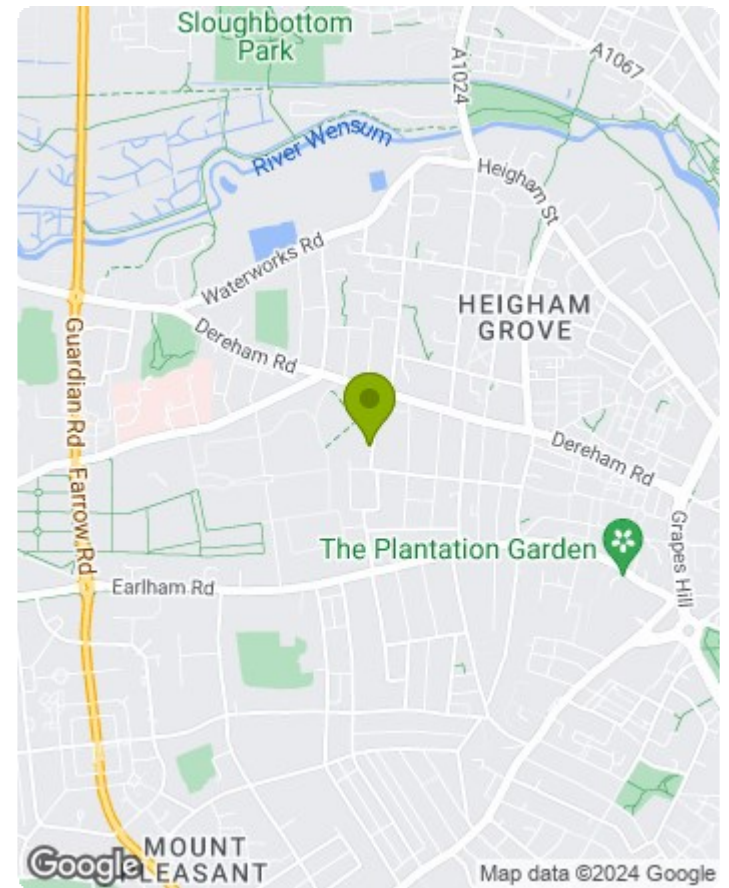 Sloughbottom
Park
A1067
A1024
River Wensum
Heigham St
Waterworks Rd
HEIGHAM
GROVE
Dereham Rd
Guardian Rd
Dereham Rd
Farrow Rd
The Plantation Garden
Grapes Hill
Earlham Rd
MOUNT
PLEASANT
Google
Map data ©2024 Google